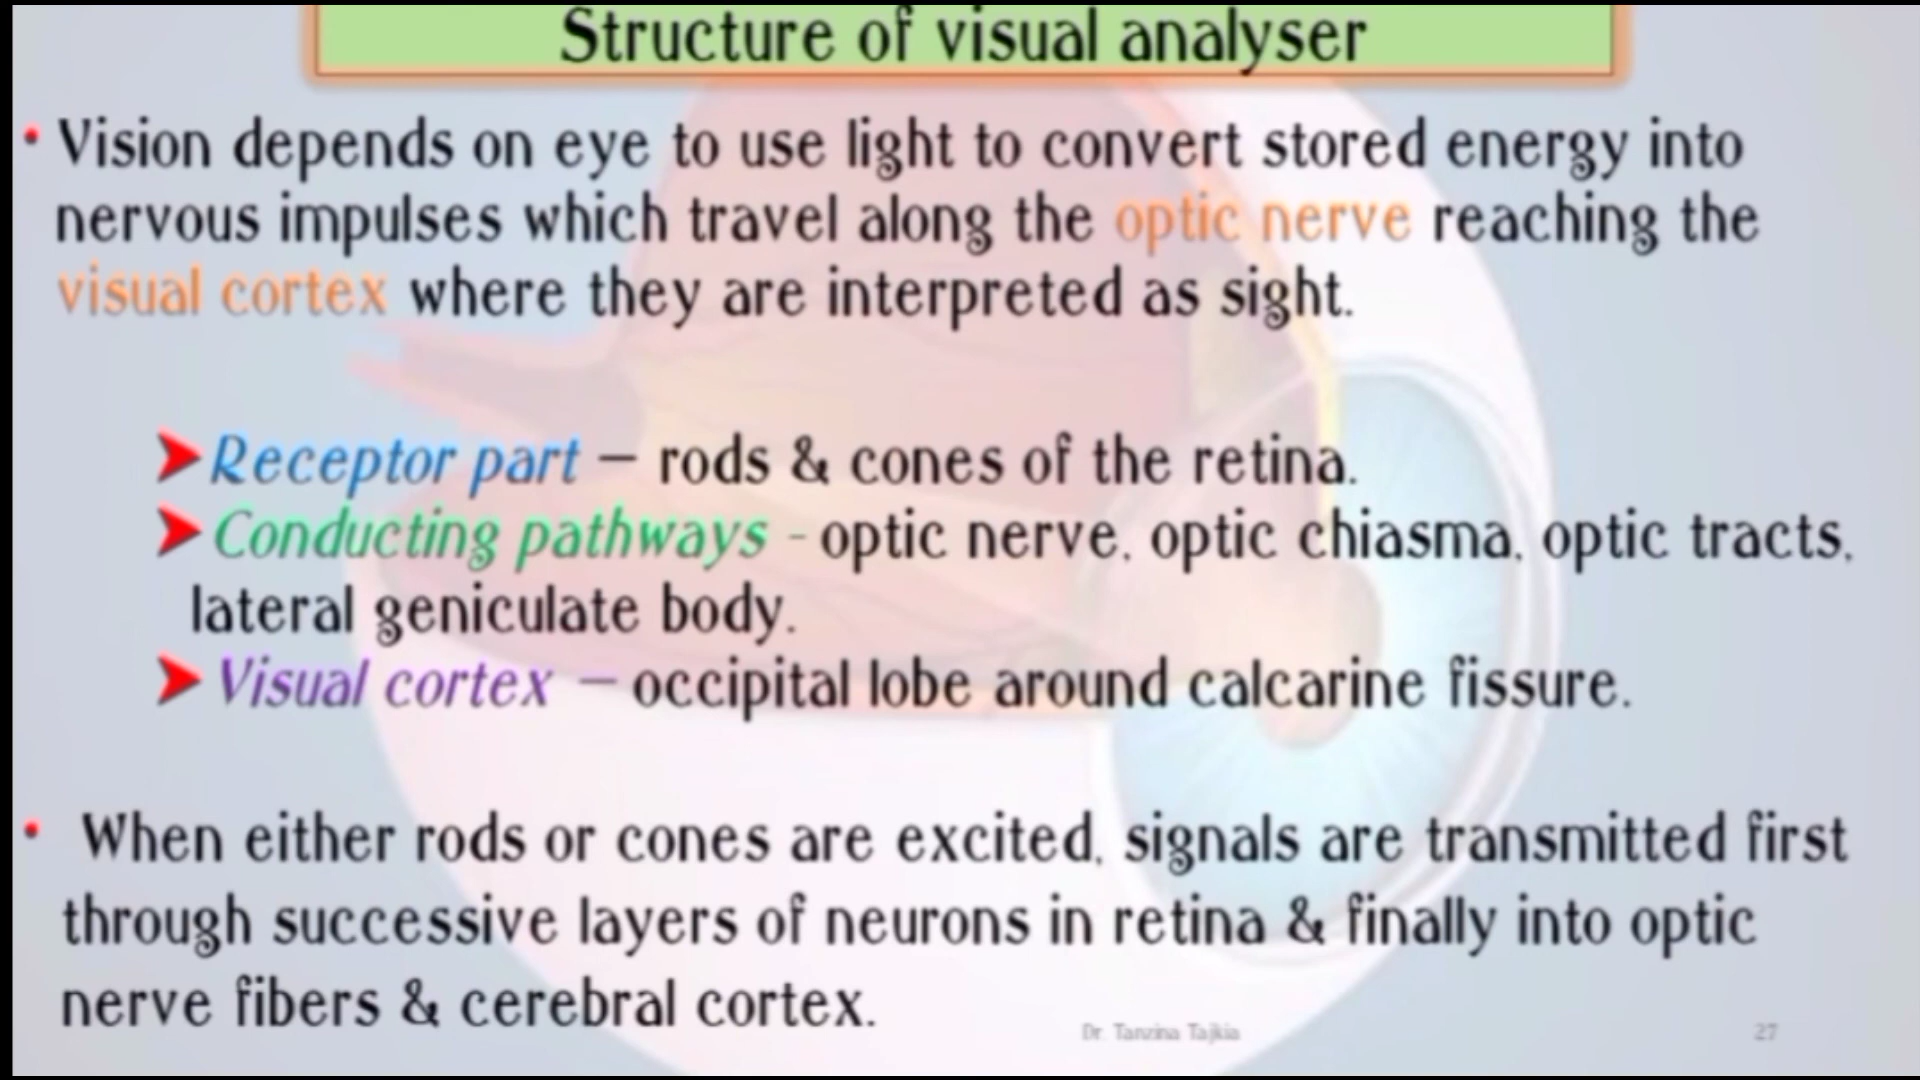 Structure of visual analyser
• Vision depends on eye to use light to convert stored energy into
nervous impulses which travel along the optic nerve reaching the
visual cortex where they are interpreted as sight.
➤Receptor part – rods & cones of the retina.
➤Conducting pathways - optic nerve, optic chiasma, optic tracts,
lateral geniculate body.
➤Visual cortex – occipital lobe around calcarine fissure.
• When either rods or cones are excited, signals are transmitted first
through successive layers of neurons in retina & finally into optic
nerve fibers & cerebral cortex.
Dr. Tanzina Tajkia
27